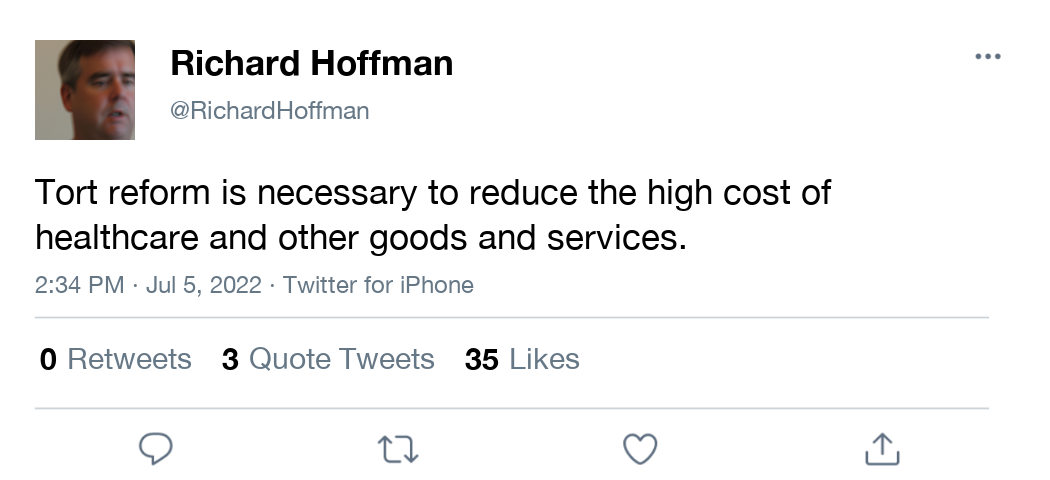 Richard Hoffman
@RichardHoffman
Tort reform is necessary to reduce the high cost of
healthcare and other goods and services.
2:34 PM · Jul 5, 2022 · Twitter for iPhone
0 Retweets 3 Quote Tweets 35 Likes